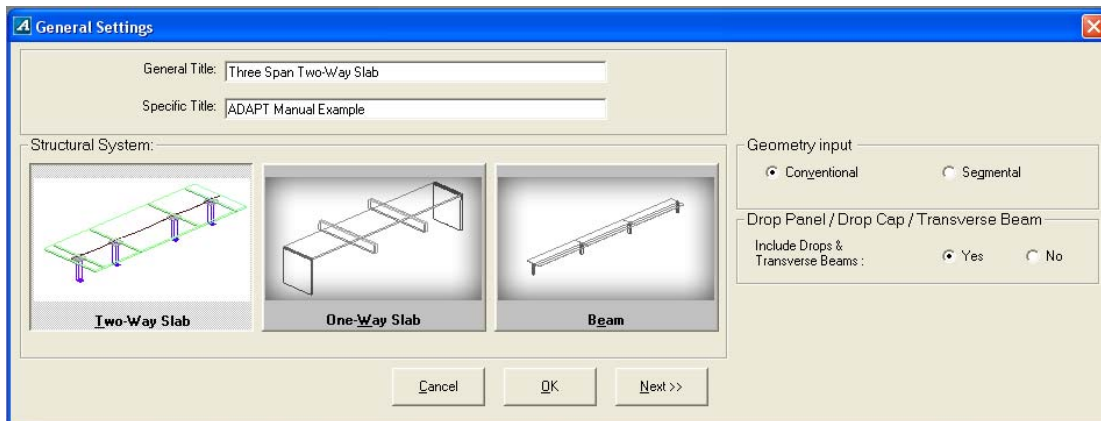 General Settings
General Title: Three Span Two-Way Slab
Specific Title: ADAPT Manual Example
Structural System:
Two-Way Slab
One-Way Slab
Beam
Geometry input
Conventional
Segmental
Drop Panel / Drop Cap / Transverse Beam
Include Drops &
Transverse Beams :
Yes
No
Cancel
OK
Next >>